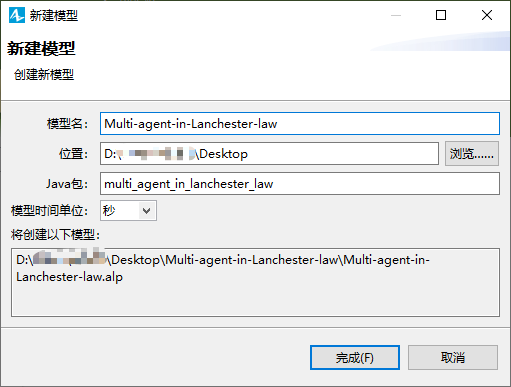 新建模型
新建模型
创建新模型
模型名： Multi-agent-in-Lanchester-law
位置： D:\ \Desktop 浏览......
Java包： multi_agent_in_lanchester_law
模型时间单位： 秒
将创建以下模型：
D:\ \Desktop\Multi-agent-in-Lanchester-law\Multi-agent-in-
Lanchester-law.alp
完成(F) 取消